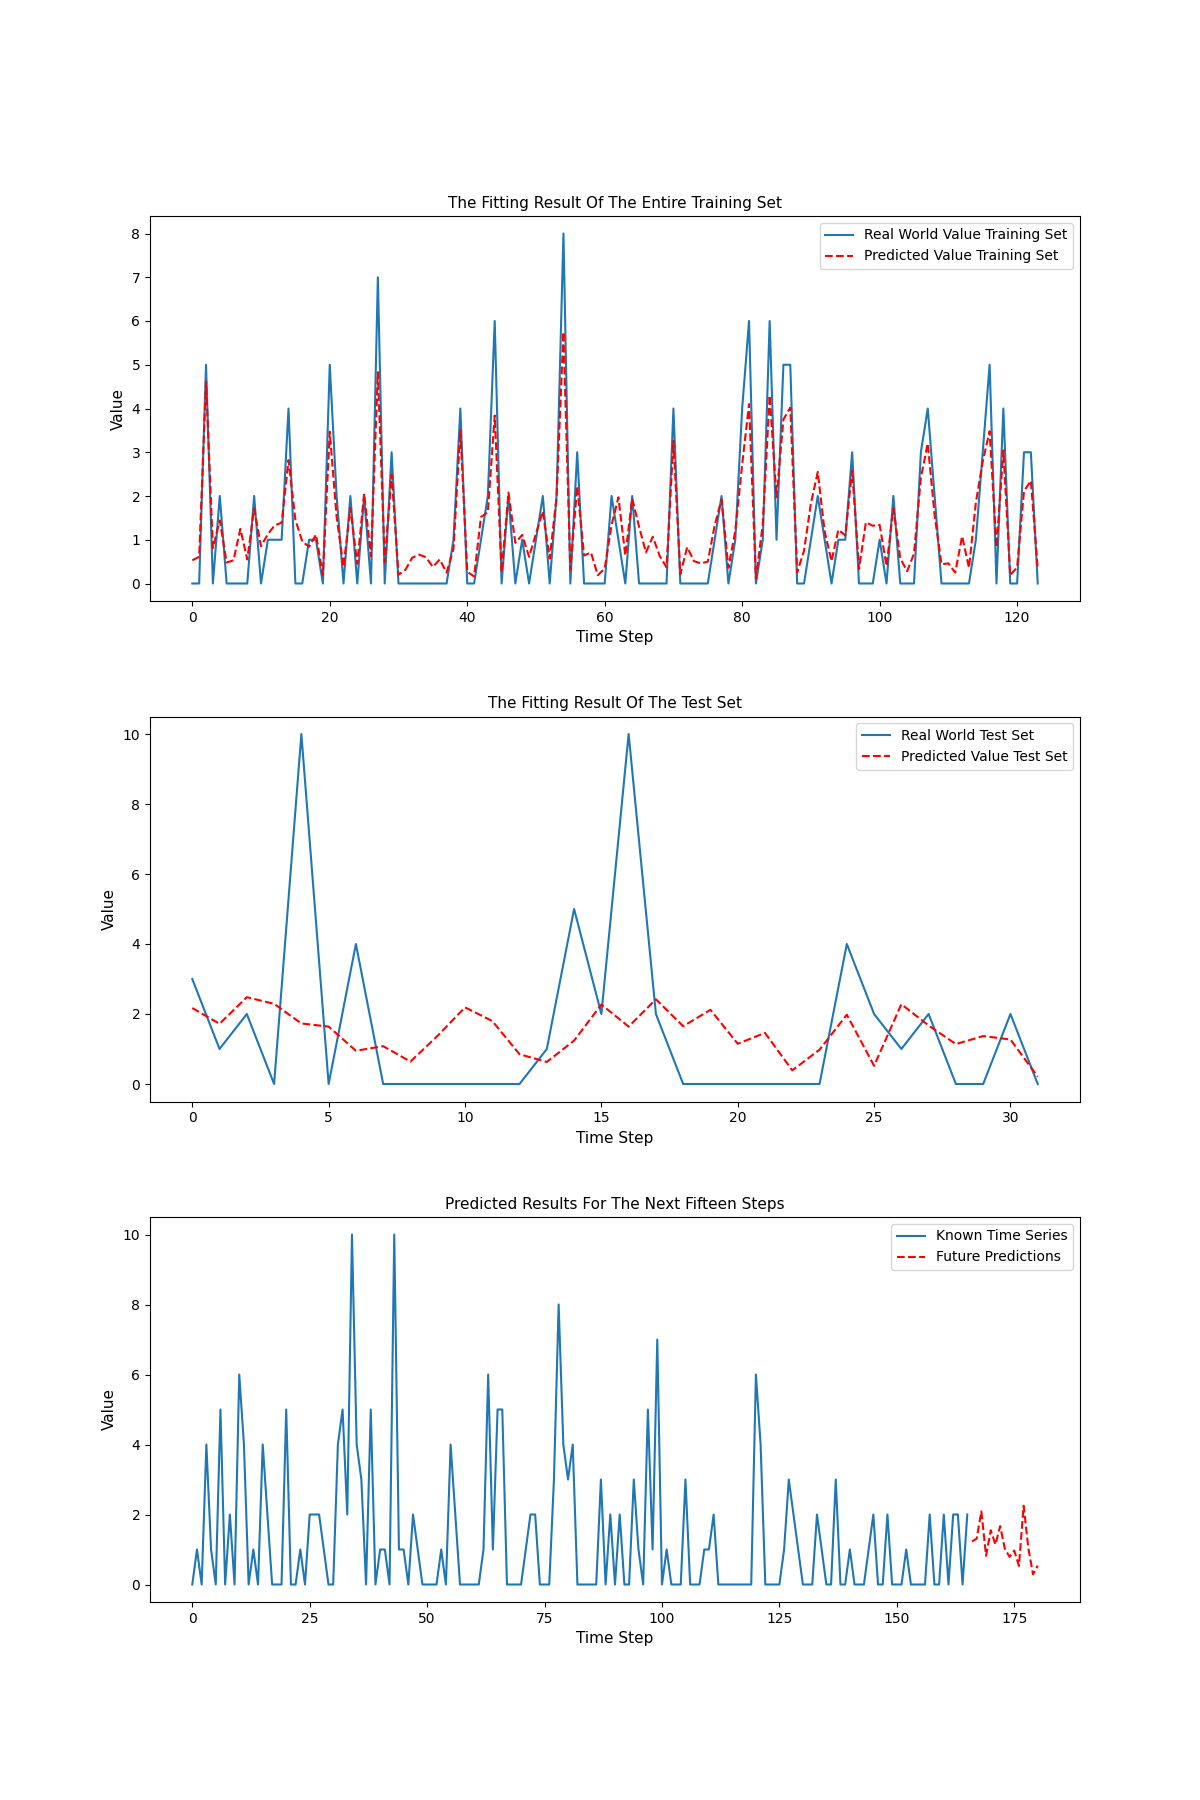 The Fitting Result Of The Entire Training Set
Real World Value Training Set
Predicted Value Training Set
Value
8
7
6
5
4
3
2
1
0
0 20 40 60 80 100 120
Time Step
The Fitting Result Of The Test Set
Real World Test Set
Predicted Value Test Set
Value
10
8
6
4
2
0
0 5 10 15 20 25 30
Time Step
Predicted Results For The Next Fifteen Steps
Known Time Series
Future Predictions
Value
10
8
6
4
2
0
0 25 50 75 100 125 150 175
Time Step